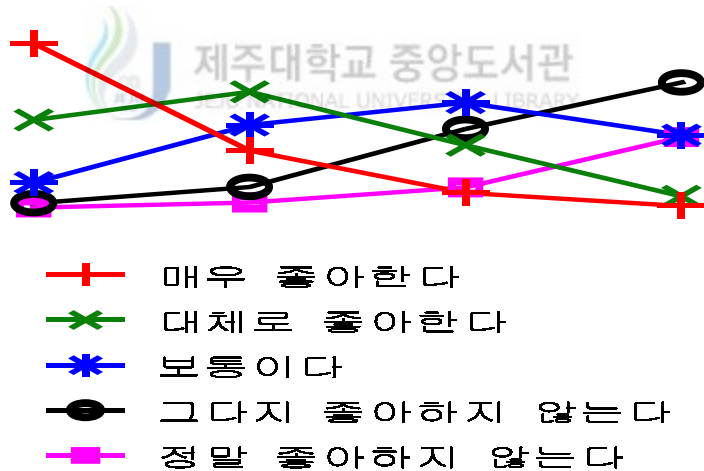 제주대학교 중앙도서관
JEJU NATIONAL UNIVERSITY LIBRARY
매우 좋아한다
대체로 좋아한다
보통이다
그다지 좋아하지 않는다
정말 좋아하지 않는다